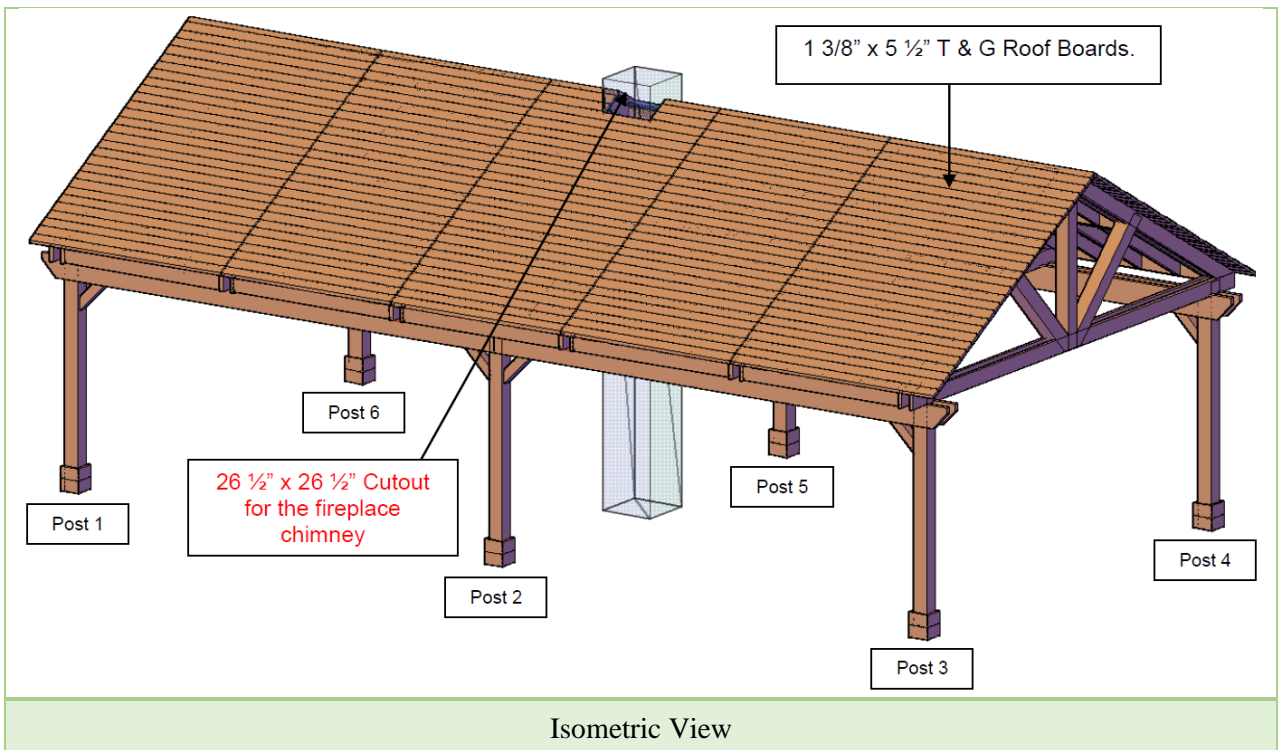 1 3/8” x 5 ½” T & G Roof Boards.
Post 6
26 ½” x 26 ½” Cutout
for the fireplace
chimney
Post 1
Post 5
Post 2
Post 4
Post 3
Isometric View